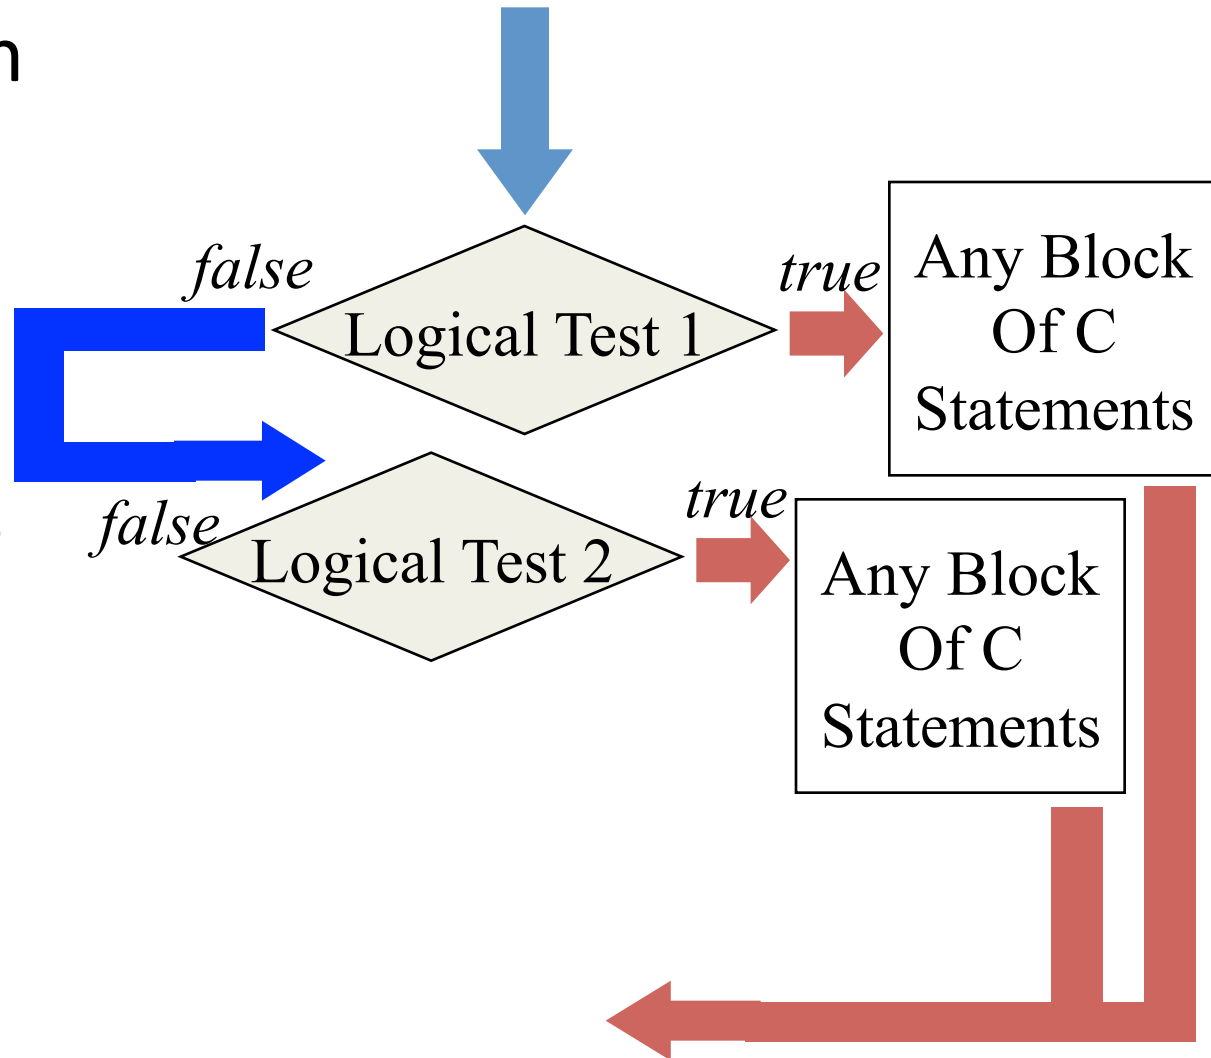 n
false
true
Logical Test 1
Any Block
Of C
Statements
false
true
Logical Test 2
Any Block
Of C
Statements